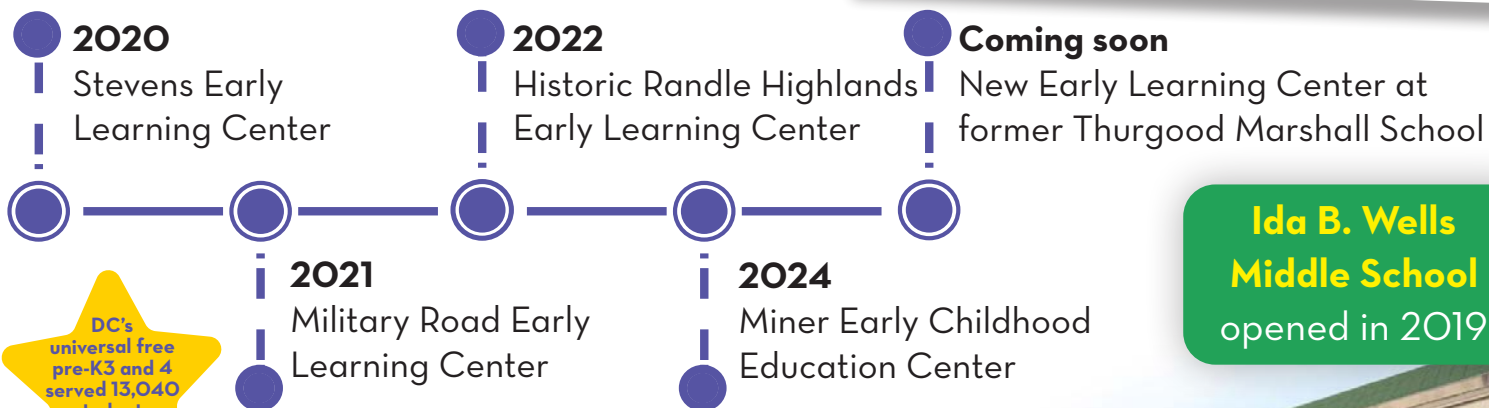 2020
Stevens Early
Learning Center
2022
Historic Randle Highlands
Early Learning Center
Coming soon
New Early Learning Center at
former Thurgood Marshall School
2021
Military Road Early
Learning Center
2024
Miner Early Childhood
Education Center
Ida B. Wells
Middle School
opened in 2019
DC's
universal free
pre-K3 and 4
served 13,040